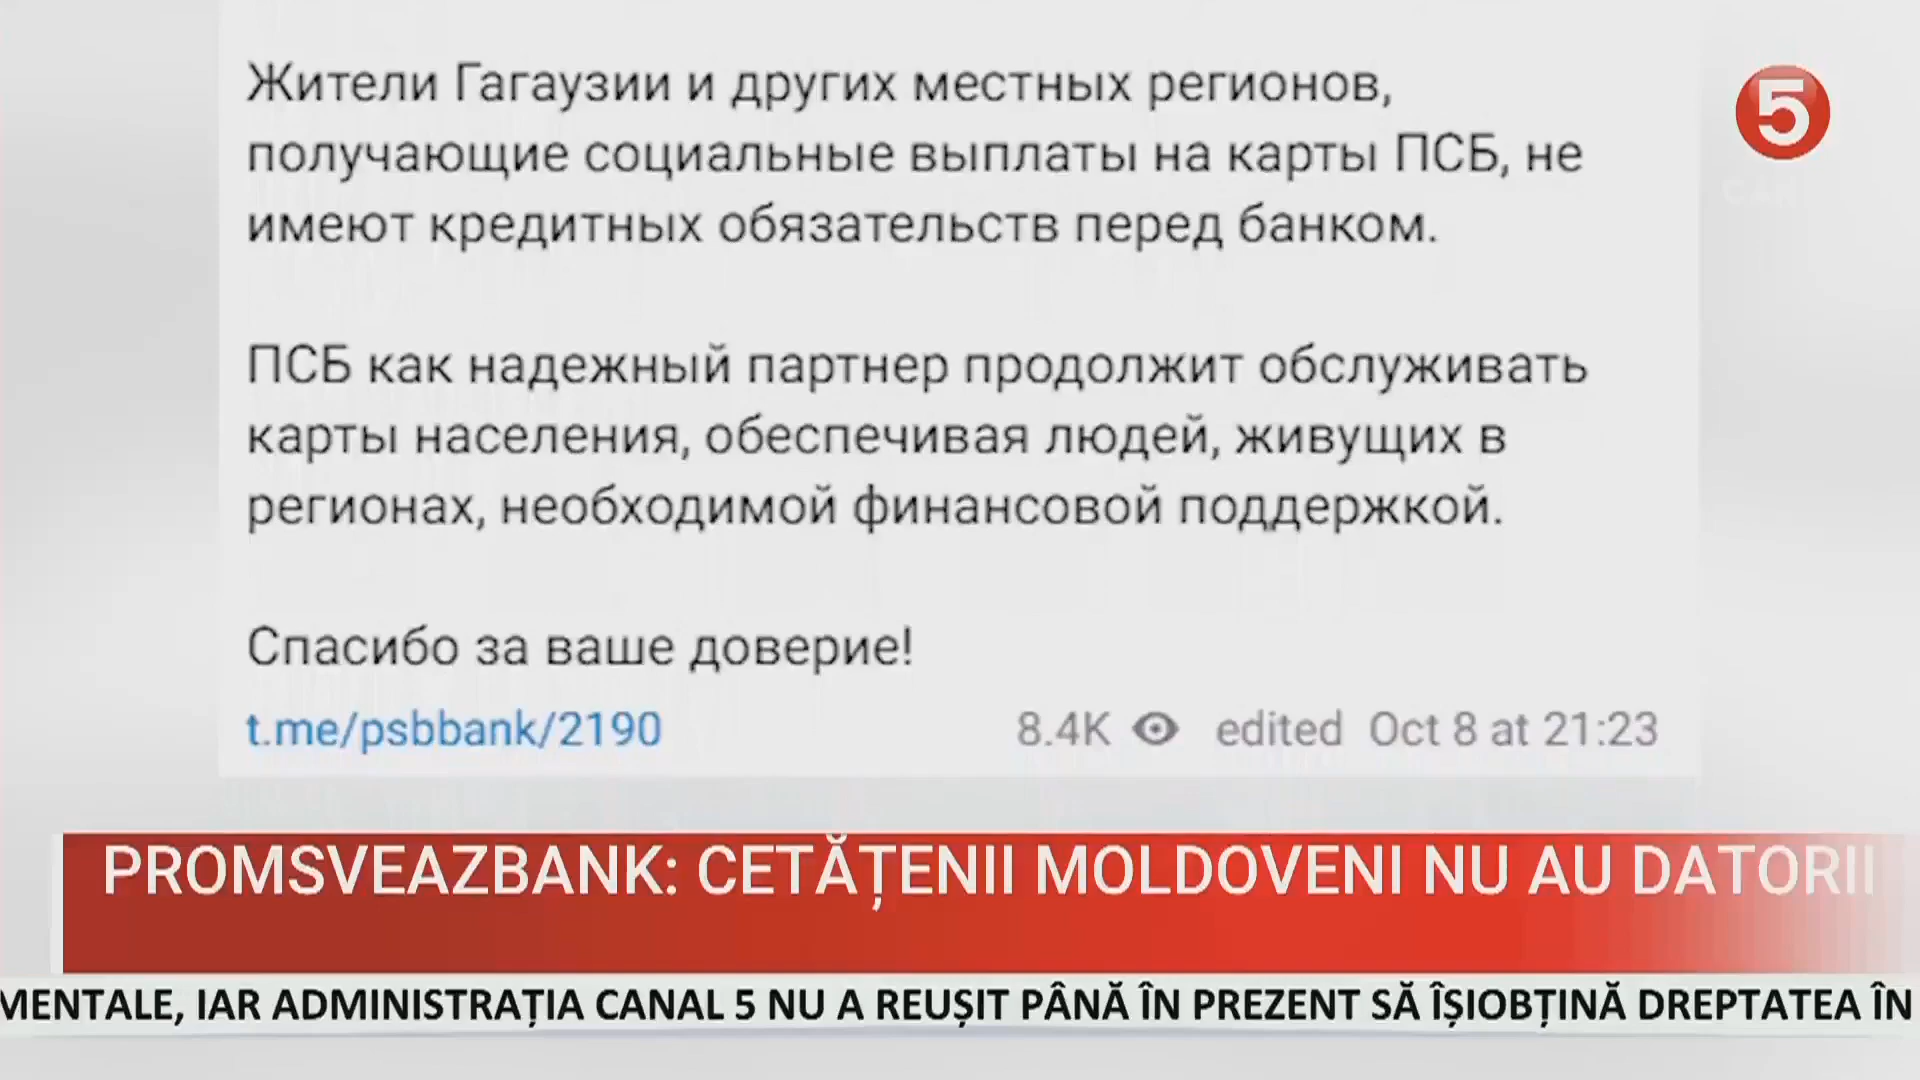 Жители Гагаузии и других местных регионов,
получающие социальные выплаты на карты ПСБ, не
имеют кредитных обязательств перед банком.
ПСБ как надежный партнер продолжит обслуживать
карты населения, обеспечивая людей, живущих в
регионах, необходимой финансовой поддержкой.
Спасибо за ваше доверие!
t.me/psbbank/2190 8.4K edited Oct 8 at 21:23
5
PROMSVEAZBANK: CETĂȚENII MOLDOVENI NU AU DATORII
MENTALE, IAR ADMINISTRAȚIA CANAL 5 NU A REUȘIT PÂNĂ ÎN PREZENT SĂ ÎȘIOBȚINĂ DREPTATEA ÎN